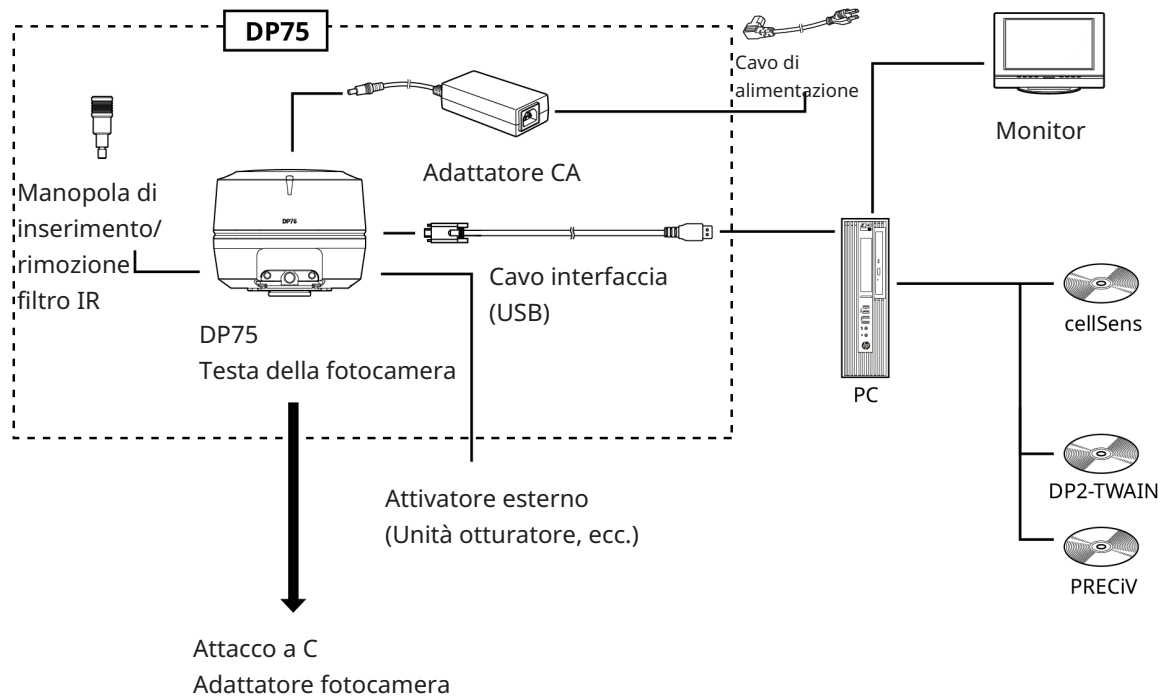 DP75
Cavo di
alimentazione
Monitor
Adattatore CA
Manopola di
inserimento/
rimozione
filtro IR
DP75
Cavo interfaccia
(USB)
DP75
Testa della fotocamera
PC
cellSens
DP2-TWAIN
PRECiV
Attivatore esterno
(Unità otturatore, ecc.)
Attacco a C
Adattatore fotocamera